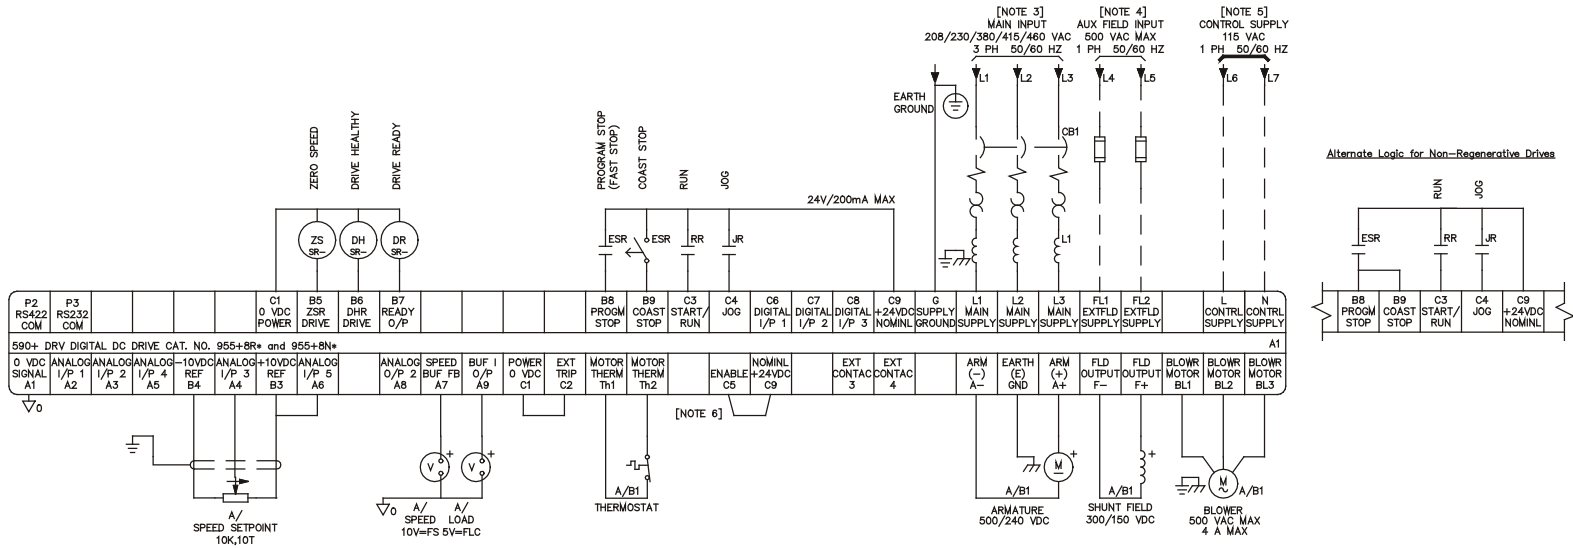 [NOTE 3]
MAIN INPUT
208/230/380/415/460 VAC
3 PH 50/60 HZ
[NOTE 4]
AUX FIELD INPUT
500 VAC MAX
1 PH 50/60 HZ
[NOTE 5]
CONTROL SUPPLY
115 VAC
1 PH 50/60 HZ
L1
L2
L3
L4
L5
L6
L7
EARTH
GROUND
CB1
L1
ZERO SPEED
DRIVE HEALTHY
DRIVE READY
PROGRAM STOP
(FAST STOP)
COAST STOP
RUN
JOG
24V/200mA MAX
ZS
SR-
DH
SR-
DR
SR-
ESR
ESR
RR
JR
Alternate Logic for Non-Regenerative Drives
RUN
JOG
ESR
RR
JR
P2
RS422
COM
P3
RS232
COM
C1
0 VDC
POWER
B5
ZSR
DRIVE
B6
DHR
DRIVE
B7
READY
O/P
B8
PROGM
STOP
B9
COAST
STOP
C3
START/
RUN
C4
JOG
C6
DIGITAL
I/P 1
C7
DIGITAL
I/P 2
C8
DIGITAL
I/P 3
C9
+24VDC
NOMINL
G
SUPPLY
GROUND
L1
MAIN
SUPPLY
L2
MAIN
SUPPLY
L3
MAIN
SUPPLY
FL1
EXTFLD
SUPPLY
FL2
EXTFLD
SUPPLY
L
CONTRL
SUPPLY
N
CONTRL
SUPPLY
B8
PROGM
STOP
B9
COAST
STOP
C3
START/
RUN
C4
JOG
C9
+24VDC
NOMINL
590+ DRV DIGITAL DC DRIVE CAT. NO. 955+8R* and 955+8N*
A1
0 VDC
SIGNAL
A1
ANALOG
I/P 1
A2
ANALOG
I/P 2
A3
ANALOG
I/P 4
A5
-10VDC
REF
B4
ANALOG
I/P 3
A4
+10VDC
REF
B3
ANALOG
I/P 5
A6
ANALOG
O/P 2
A8
SPEED
BUF FB
A7
BUF I
O/P
A9
POWER
0 VDC
C1
EXT
TRIP
C2
MOTOR
THERM
Th1
MOTOR
THERM
Th2
ENABLE
C5
NOMINL
+24VDC
C9
EXT
CONTAC
3
EXT
CONTAC
4
ARM
(-)
A-
EARTH
(E)
GND
ARM
(+)
A+
FLD
OUTPUT
F-
FLD
OUTPUT
F+
BLOWR
MOTOR
BL1
BLOWR
MOTOR
BL2
BLOWR
MOTOR
BL3
0
[NOTE 6]
V
+
V
+
0
A/
SPEED
10V=FS
A/
LOAD
5V=FLC
A/
SPEED SETPOINT
10K,10T
A/B1
THERMOSTAT
M
+
A/B1
ARMATURE
500/240 VDC
+
A/B1
SHUNT FIELD
300/150 VDC
M
~
A/B1
BLOWER
500 VAC MAX
4 A MAX